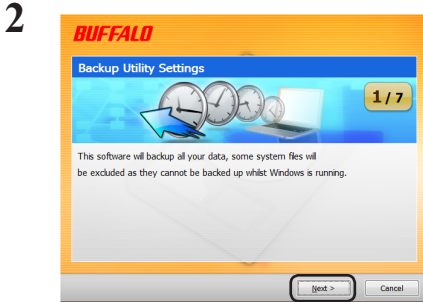 2
BUFFALO
Backup Utility Settings
1/7
This software will backup all your data, some system files will
be excluded as they cannot be backed up whilst Windows is running.
Next >
Cancel